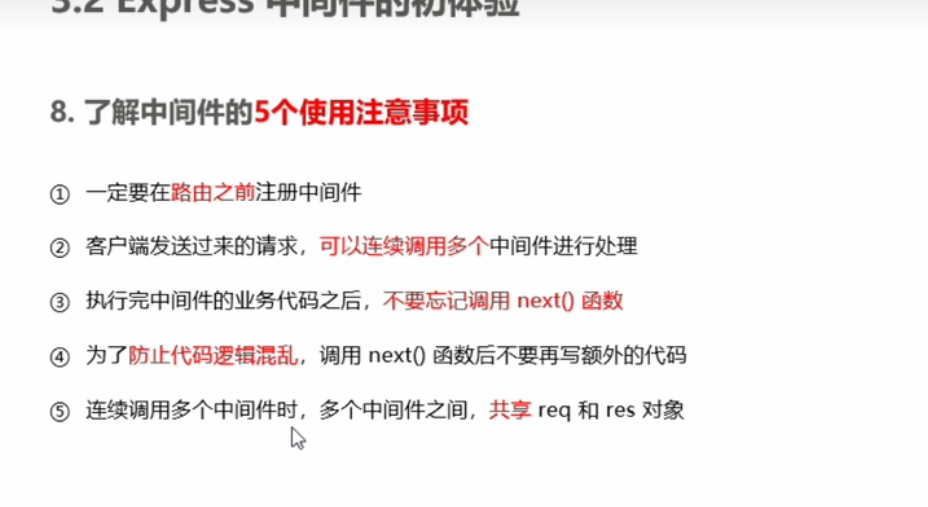 3.2 Express 中间件的初体验
8. 了解中间件的5个使用注意事项
① 一定要在路由之前注册中间件
② 客户端发送过来的请求，可以连续调用多个中间件进行处理
③ 执行完中间件的业务代码之后，不要忘记调用 next() 函数
④ 为了防止代码逻辑混乱，调用 next() 函数后不要再写额外的代码
⑤ 连续调用多个中间件时，多个中间件之间，共享 req 和 res 对象